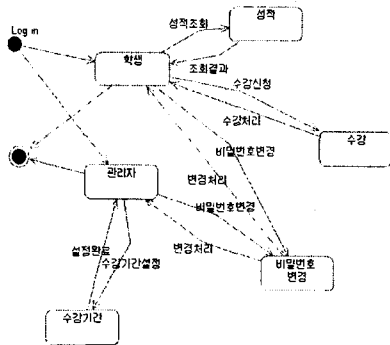 Log in
성적조회
성적
학생
조회결과
수강신청
수강처리
수강
비밀번호변경
관리자
변경처리
비밀번호변경
설정완료
변경처리
수강기간설정
비밀번호
변경
수강기간